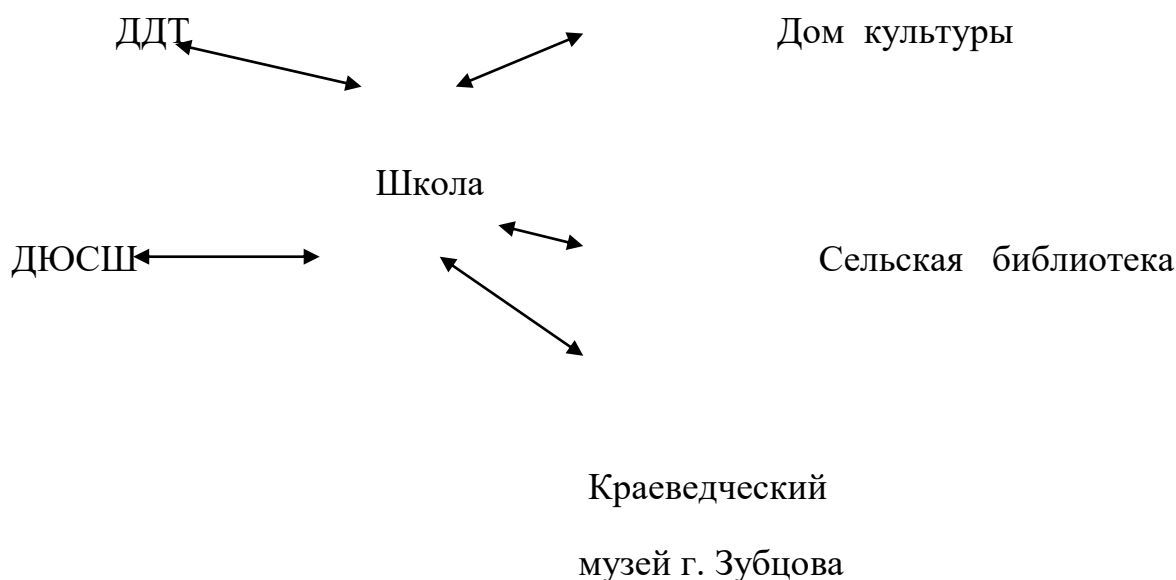 ДДТ Дом культуры
Школа
ДЮСШ Сельская библиотека
Краеведческий
музей г. Зубцова